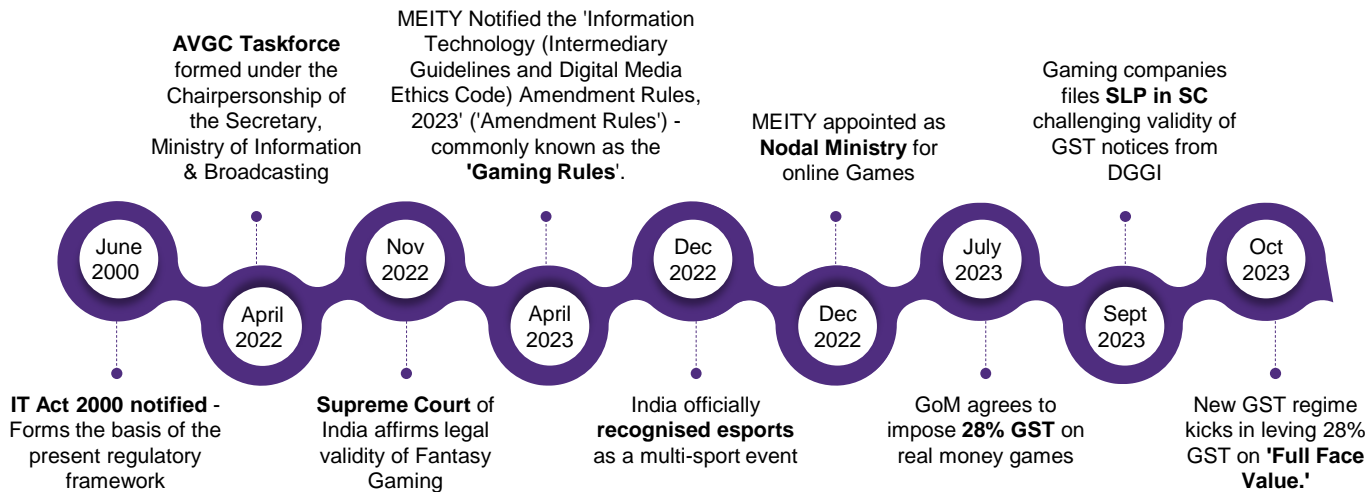 AVGC Taskforce
formed under the
Chairpersonship of
the Secretary,
Ministry of Information
& Broadcasting
MEITY Notified the 'Information
Technology (Intermediary
Guidelines and Digital Media
Ethics Code) Amendment Rules,
2023' ('Amendment Rules') -
commonly known as the
'Gaming Rules'.
MEITY appointed as
Nodal Ministry for
online Games
Gaming companies
files SLP in SC
challenging validity of
GST notices from
DGGI
June
2000
April
2022
Nov
2022
April
2023
Dec
2022
Dec
2022
July
2023
Sept
2023
Oct
2023
IT Act 2000 notified -
Forms the basis of the
present regulatory
framework
Supreme Court of
India affirms legal
validity of Fantasy
Gaming
India officially
recognised esports
as a multi-sport event
GoM agrees to
impose 28% GST on
real money games
New GST regime
kicks in leving 28%
GST on 'Full Face
Value.'